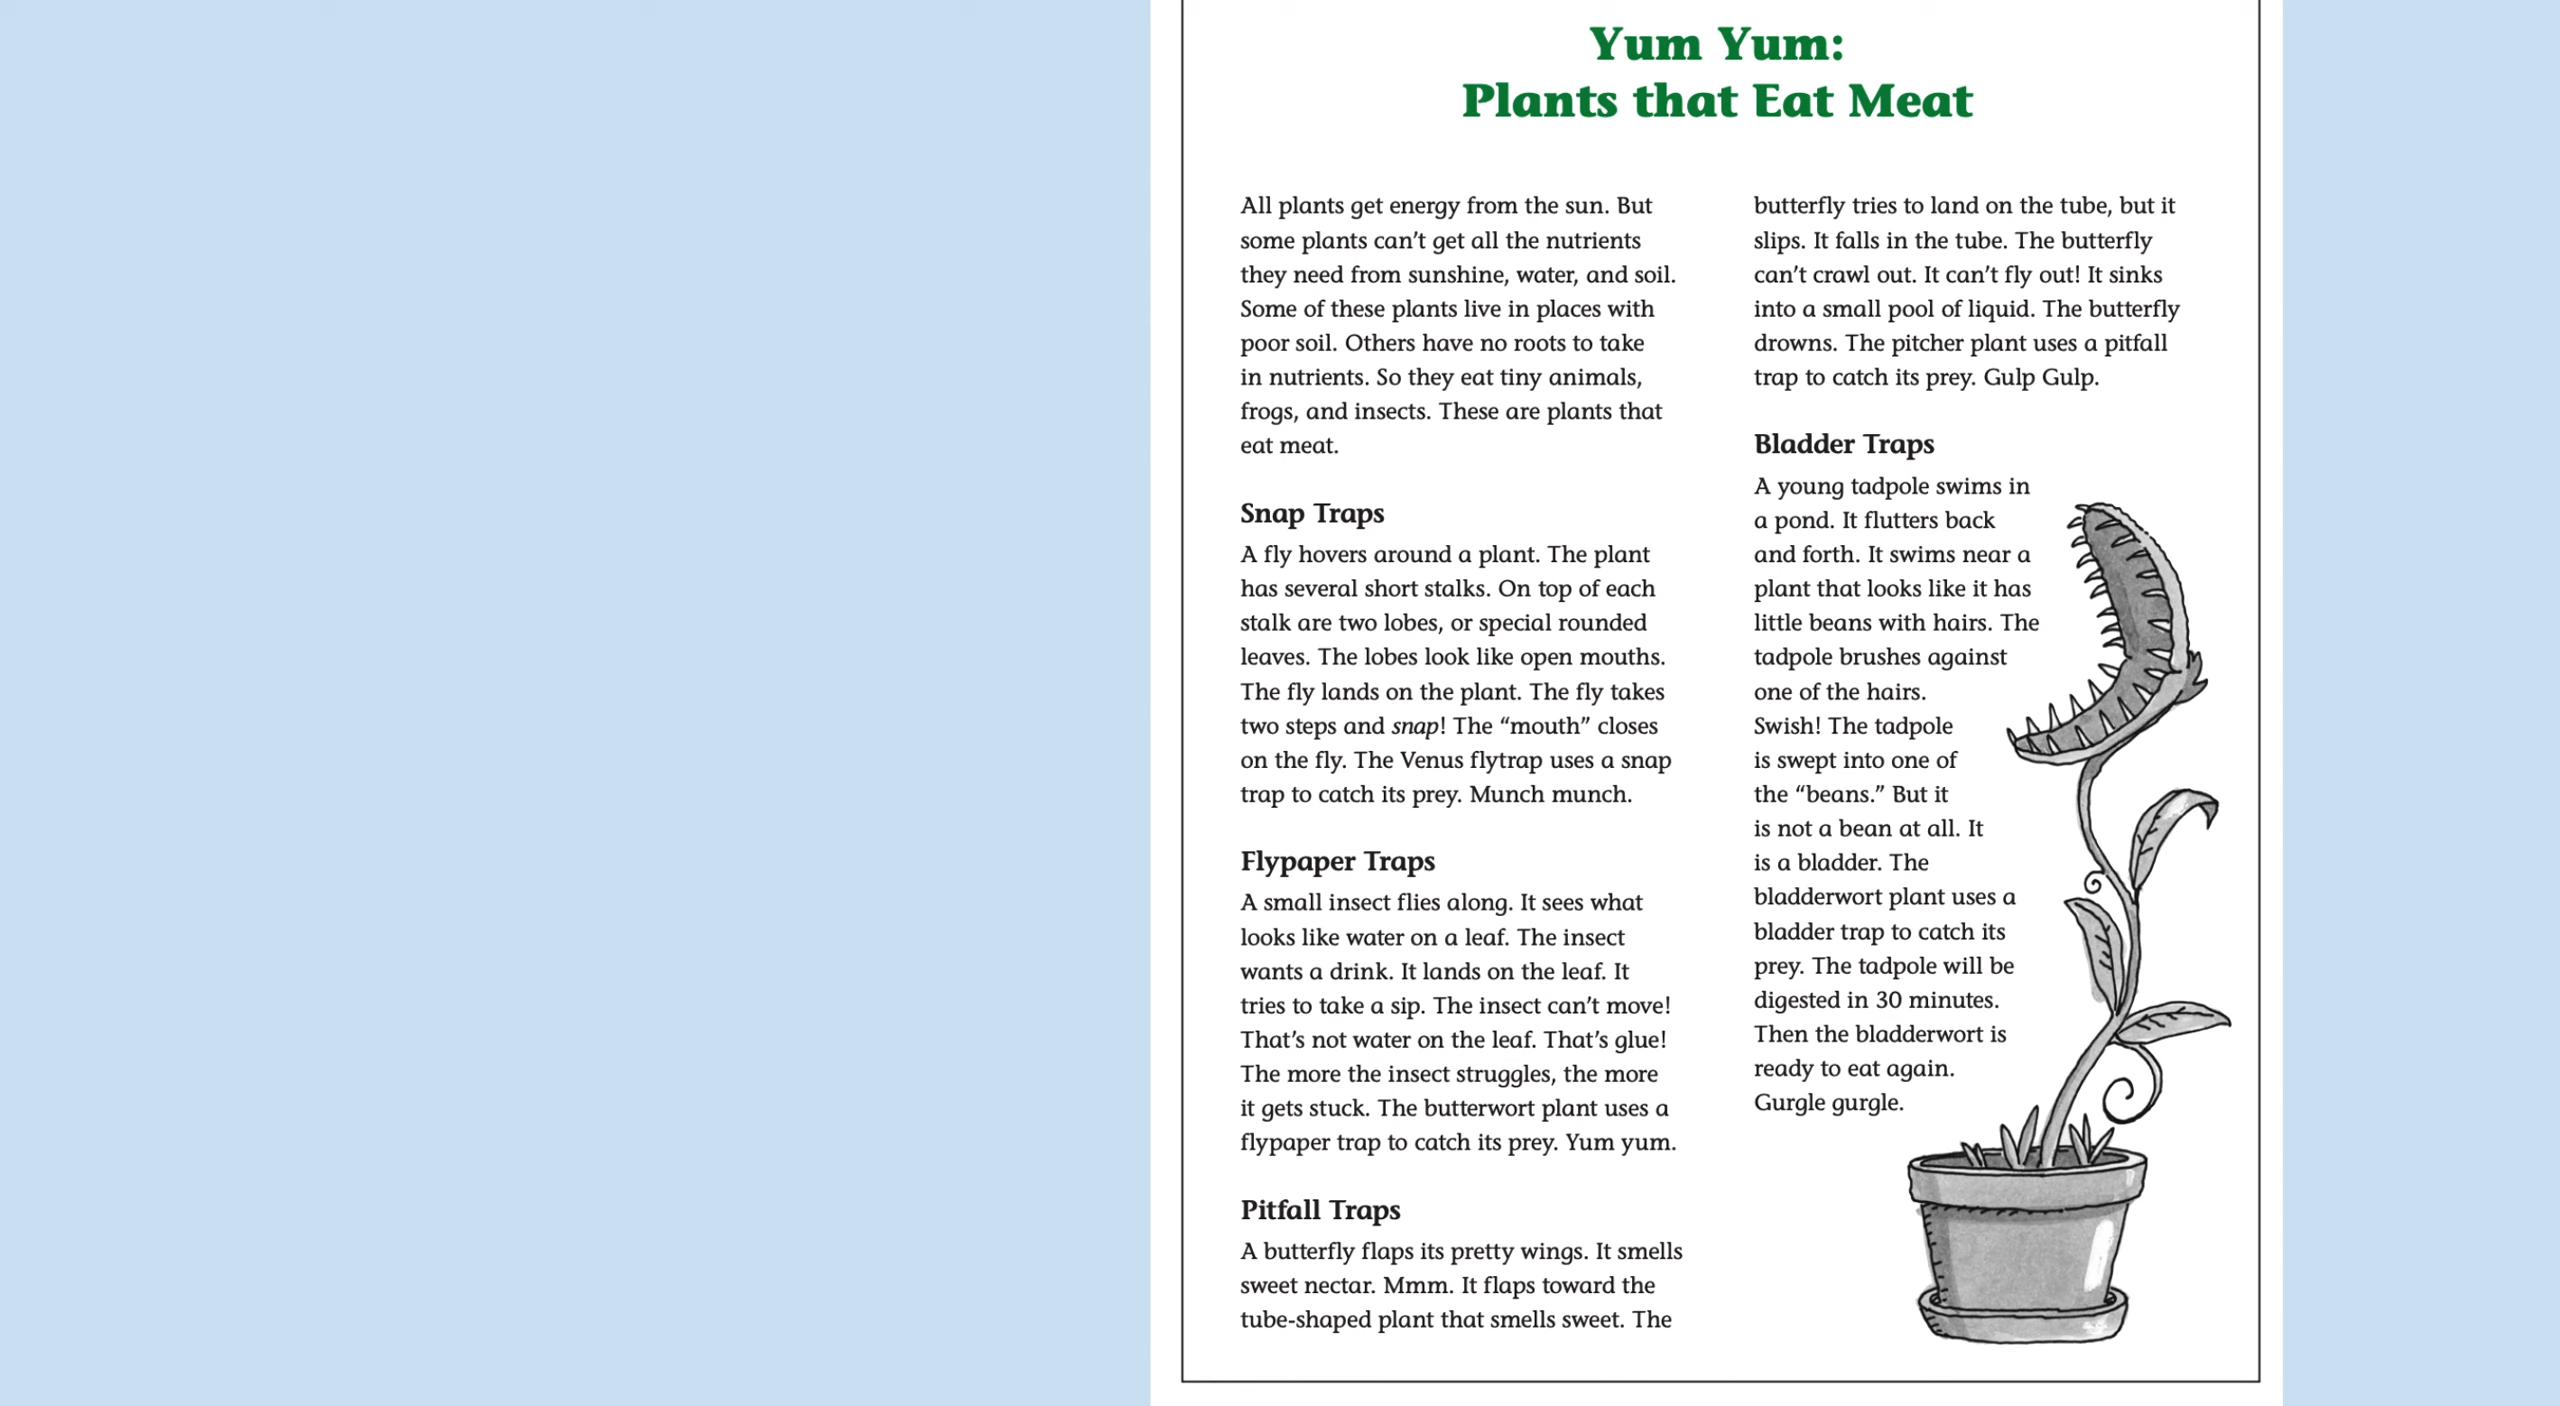 Yum Yum:
Plants that Eat Meat
All plants get energy from the sun. But
some plants can’t get all the nutrients
they need from sunshine, water, and soil.
Some of these plants live in places with
poor soil. Others have no roots to take
in nutrients. So they eat tiny animals,
frogs, and insects. These are plants that
eat meat.
Snap Traps
A fly hovers around a plant. The plant
has several short stalks. On top of each
stalk are two lobes, or special rounded
leaves. The lobes look like open mouths.
The fly lands on the plant. The fly takes
two steps and snap! The “mouth” closes
on the fly. The Venus flytrap uses a snap
trap to catch its prey. Munch munch.
Flypaper Traps
A small insect flies along. It sees what
looks like water on a leaf. The insect
wants a drink. It lands on the leaf. It
tries to take a sip. The insect can’t move!
That’s not water on the leaf. That’s glue!
The more the insect struggles, the more
it gets stuck. The butterwort plant uses a
flypaper trap to catch its prey. Yum yum.
Pitfall Traps
A butterfly flaps its pretty wings. It smells
sweet nectar. Mmm. It flaps toward the
tube-shaped plant that smells sweet. The
butterfly tries to land on the tube, but it
slips. It falls in the tube. The butterfly
can’t crawl out. It can’t fly out! It sinks
into a small pool of liquid. The butterfly
drowns. The pitcher plant uses a pitfall
trap to catch its prey. Gulp Gulp.
Bladder Traps
A young tadpole swims in
a pond. It flutters back
and forth. It swims near a
plant that looks like it has
little beans with hairs. The
tadpole brushes against
one of the hairs.
Swish! The tadpole
is swept into one of
the “beans.” But it
is not a bean at all. It
is a bladder. The
bladderwort plant uses a
bladder trap to catch its
prey. The tadpole will be
digested in 30 minutes.
Then the bladderwort is
ready to eat again.
Gurgle gurgle.